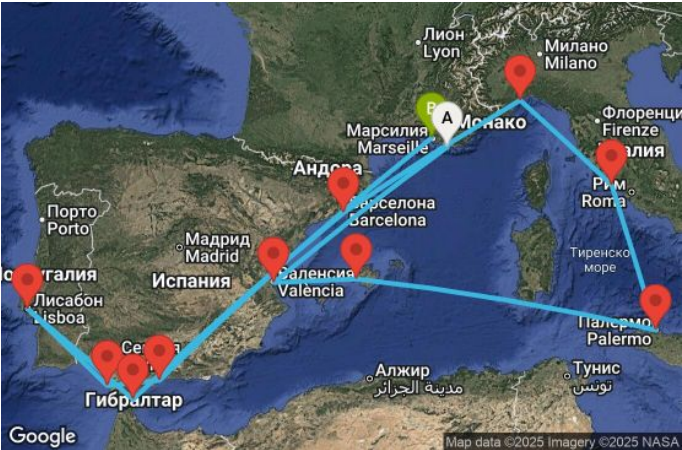 Лион
Lyon
Милано
Milano
B
A
Монако
Флоренци
Firenze
Марсилия
Marseille
Андора
Рим
Roma
Барселона
Barcelona
Порто
Porto
Мадрид
Madrid
Тиренско
море
Испания
Валенсия
València
Лисабон
Lisboa
Палермо
Palermo
Гибралтар
Алжир
مدينة الجزائر
Тунис
تونس
Google
Map data ©2025 Imagery ©2025 NASA